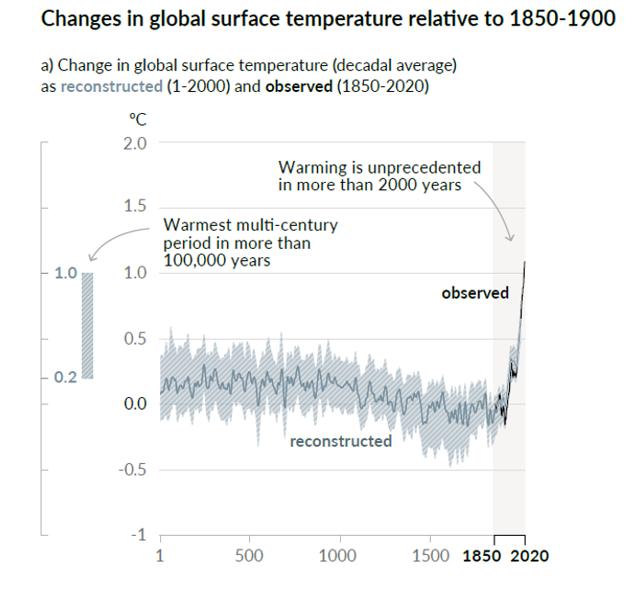 Changes in global surface temperature relative to 1850-1900
a) Change in global surface temperature (decadal average)
as reconstructed (1-2000) and observed (1850-2020)
ºC
2.0
Warming is unprecedented
in more than 2000 years
1.5
Warmest multi-century
period in more than
100,000 years
1.0
1.0
observed
0.5
0.2
0.0
reconstructed
-0.5
-1
1 500 1000 1500 1850 2020